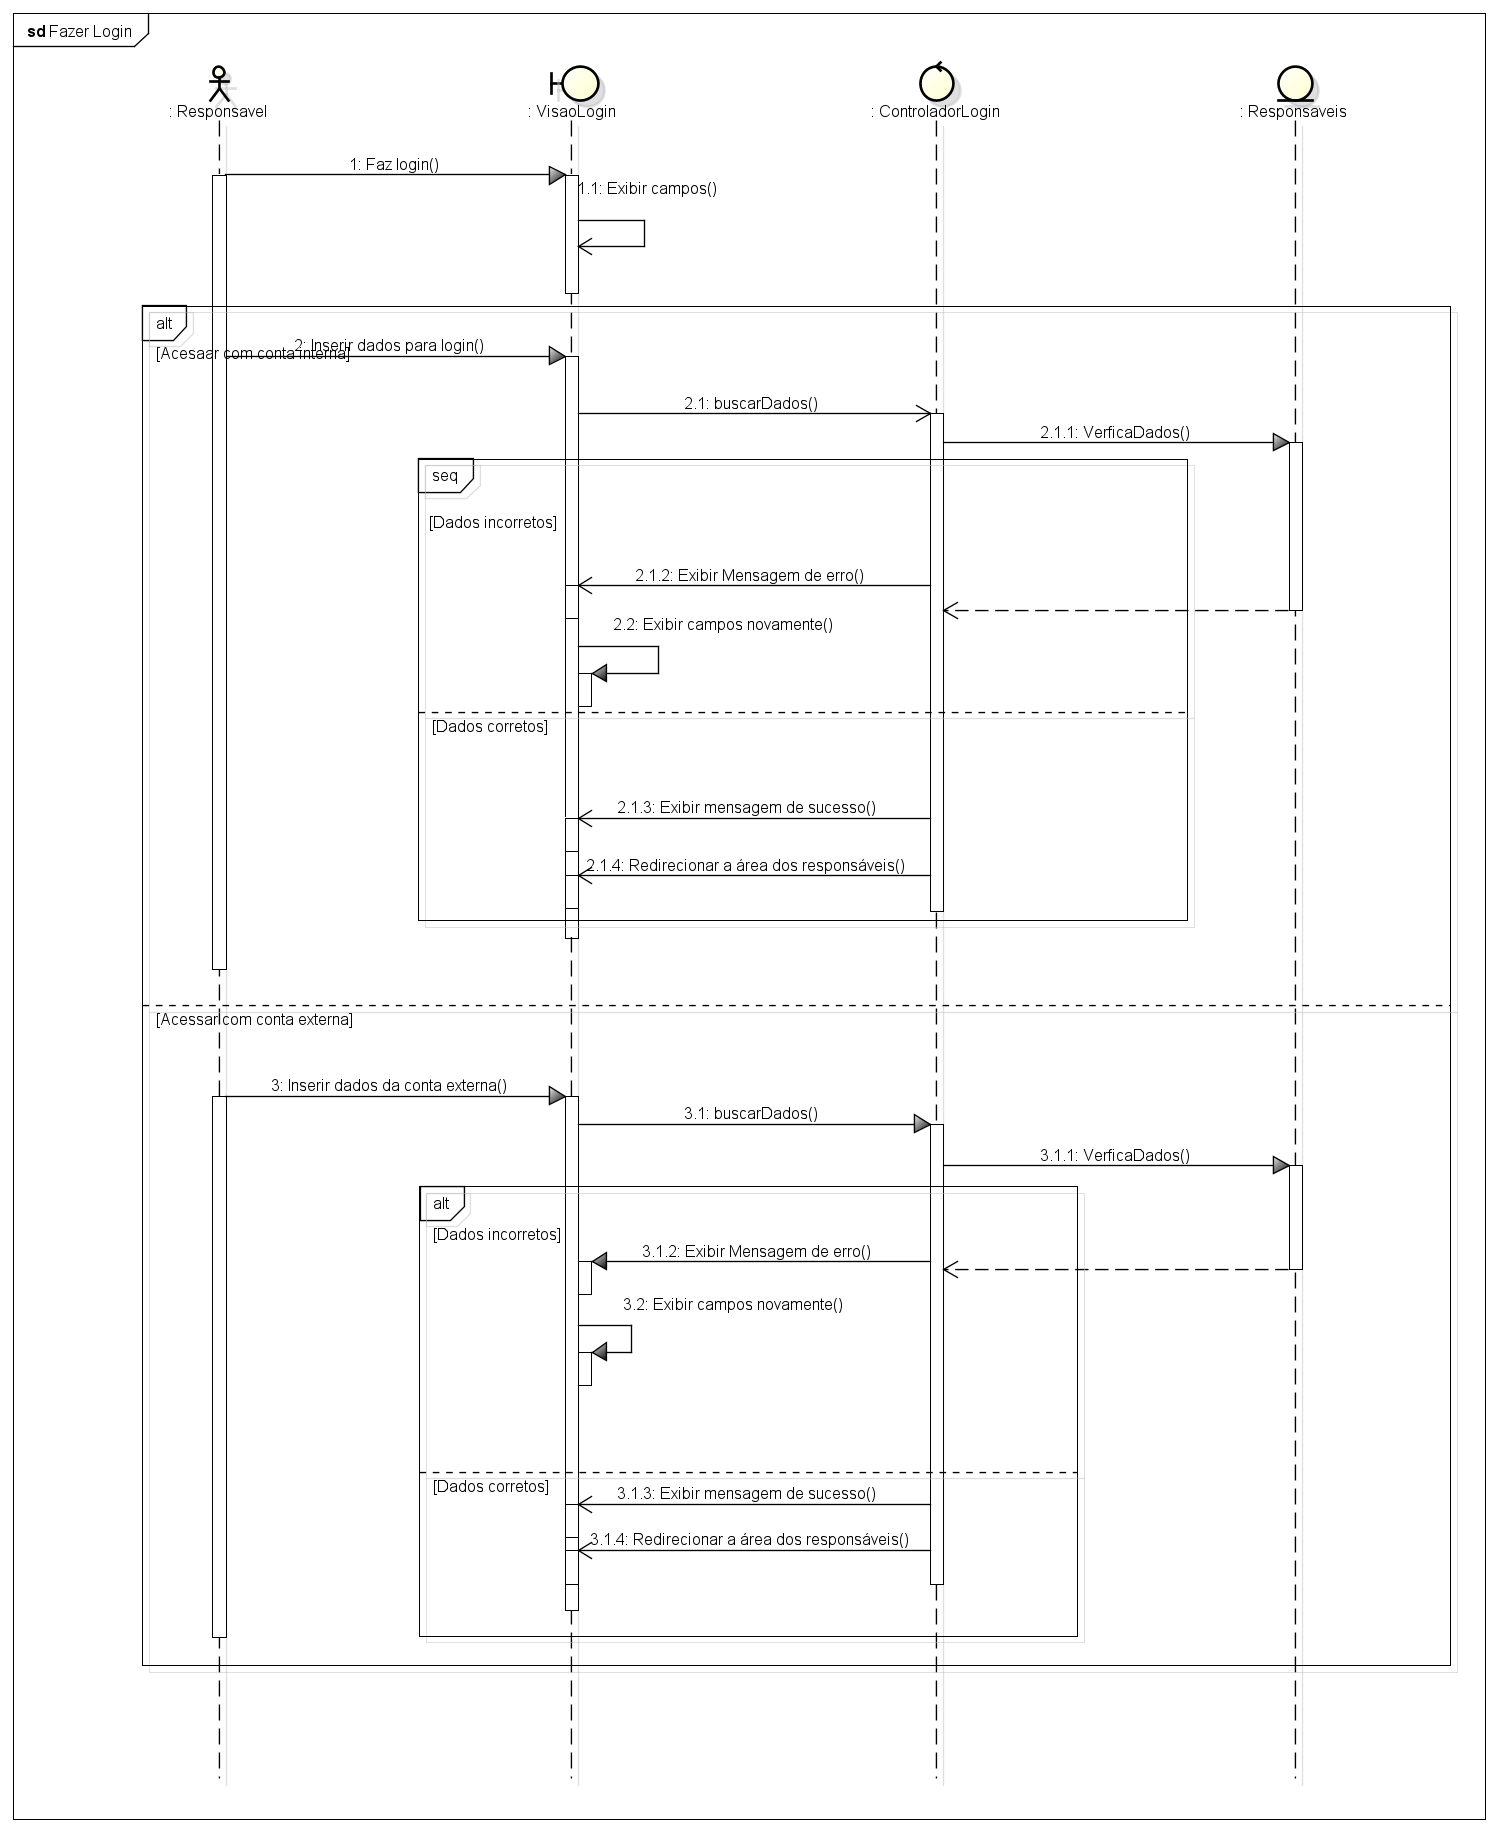 sd Fazer Login
: Responsavel
: VisaoLogin
: ControladorLogin
: Responsaveis
1: Faz login()
1.1: Exibir campos()
alt
2: Inserir dados para login()
[Acesaar com conta interna]
2.1: buscarDados()
2.1.1: VerficaDados()
seq
[Dados incorretos]
2.1.2: Exibir Mensagem de erro()
2.2: Exibir campos novamente()
[Dados corretos]
2.1.3: Exibir mensagem de sucesso()
2.1.4: Redirecionar a área dos responsáveis()
[Acessar com conta externa]
3: Inserir dados da conta externa()
3.1: buscarDados()
3.1.1: VerficaDados()
alt
[Dados incorretos]
3.1.2: Exibir Mensagem de erro()
3.2: Exibir campos novamente()
[Dados corretos]
3.1.3: Exibir mensagem de sucesso()
3.1.4: Redirecionar a área dos responsáveis()